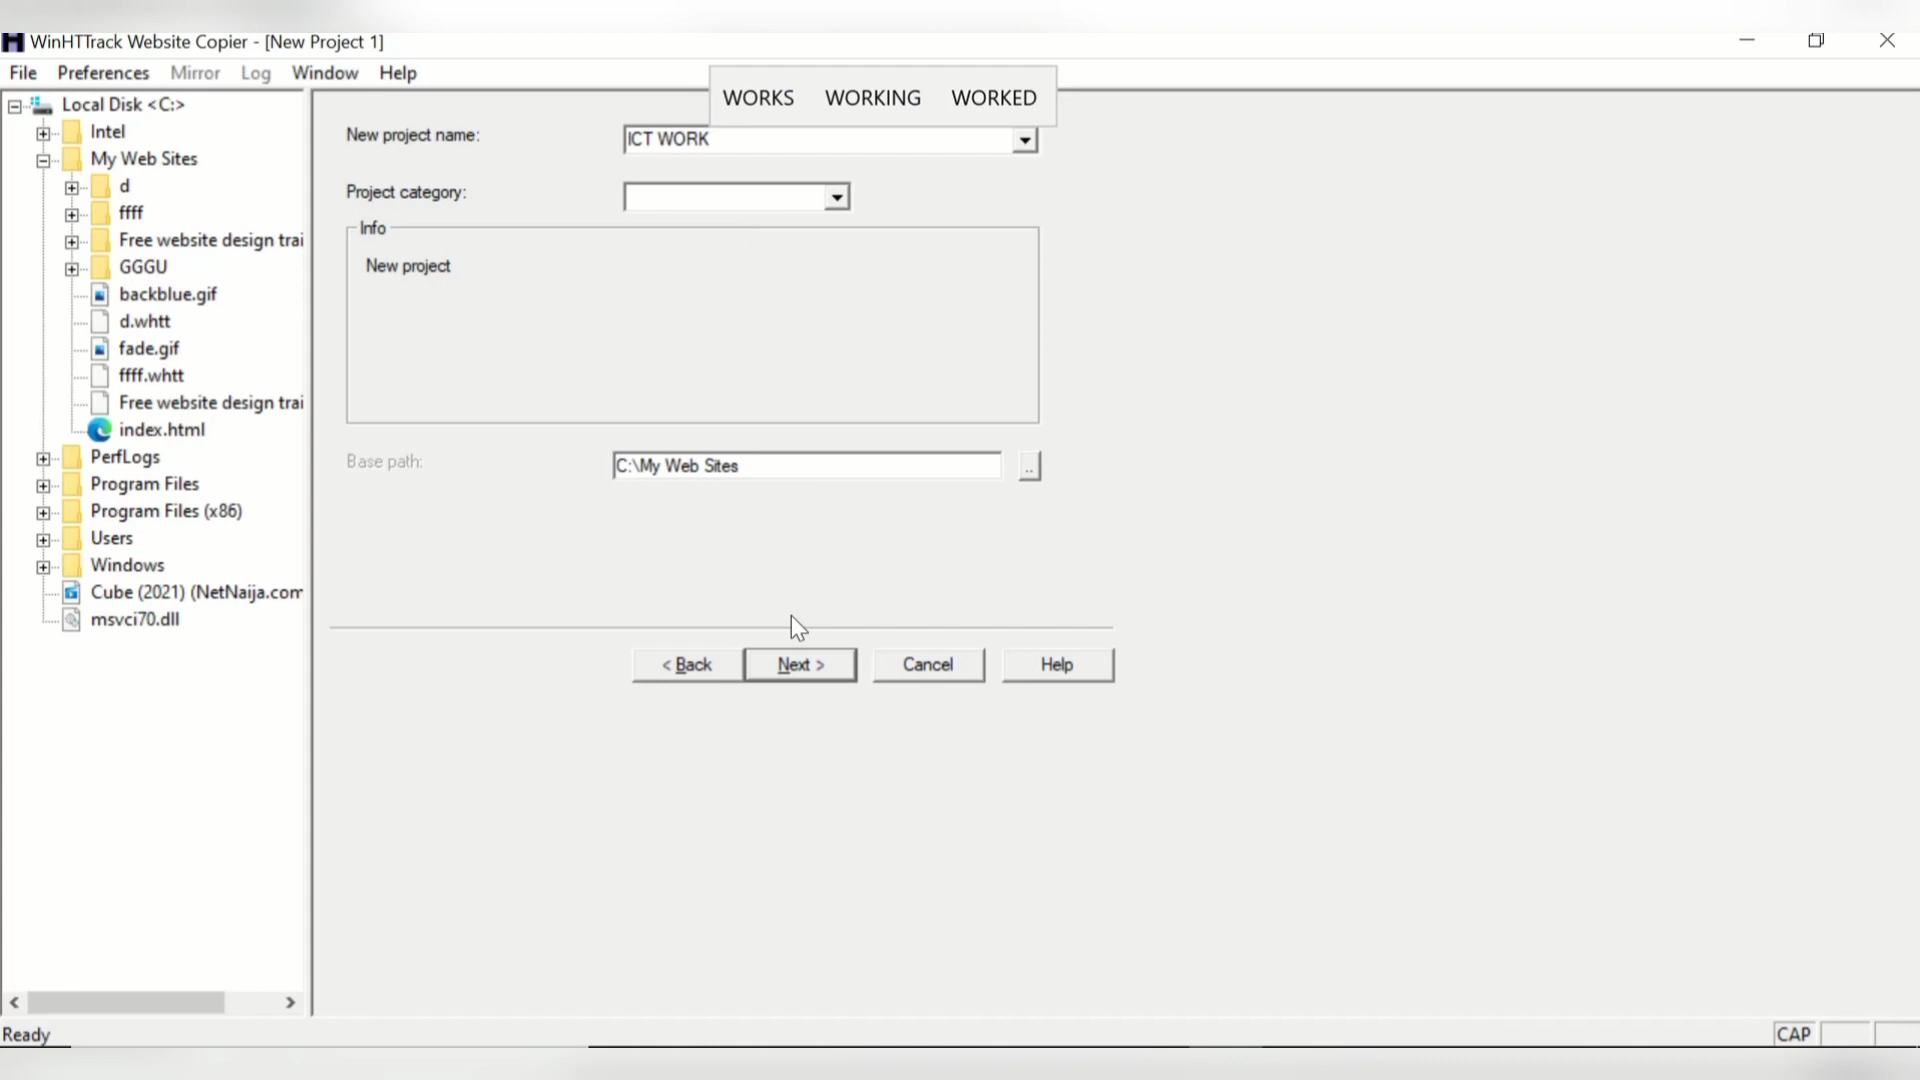 WinHTTrack Website Copier - [New Project 1]
File Preferences Mirror Log Window Help
WORKS WORKING WORKED
Local Disk <C:>
Intel
My Web Sites
d
ffff
Free website design trai
GGGU
backblue.gif
d.whtt
fade.gif
ffff.whtt
Free website design trai
index.html
PerfLogs
Program Files
Program Files (x86)
Users
Windows
Cube (2021) (NetNaija.com
msvci70.dll
New project name: ICT WORK
Project category:
Info
New project
Base path: C:\My Web Sites ..
< Back Next > Cancel Help
Ready CAP